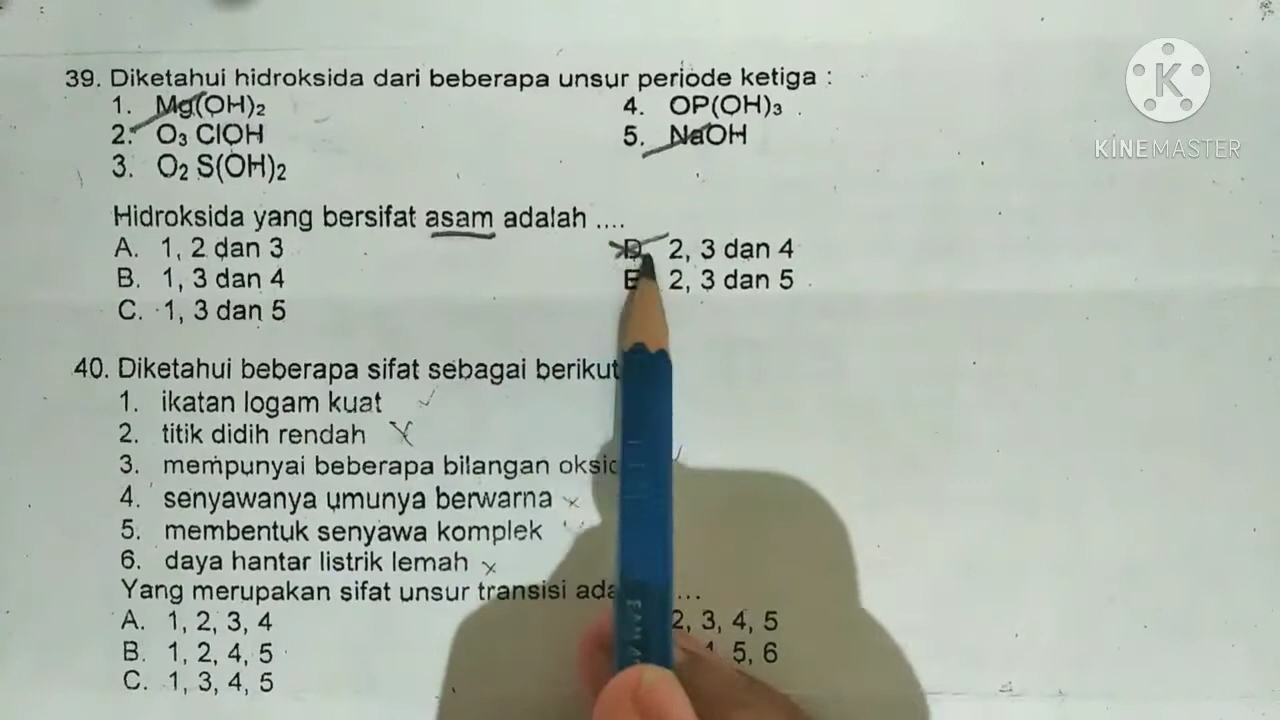 39. Diketahui hidroksida dari beberapa unsur periode ketiga :
1. Mg(OH)₂
2. O₃ ClOH
3. O₂ S(OH)₂
4. OP(OH)₃
5. NaOH
Hidroksida yang bersifat asam adalah ....
A. 1, 2 dan 3
B. 1, 3 dan 4
C. 1, 3 dan 5
D. 2, 3 dan 4
E 2, 3 dan 5
40. Diketahui beberapa sifat sebagai berikut
1. ikatan logam kuat
2. titik didih rendah
3. mempunyai beberapa bilangan
4. senyawanya umunya berwarna
5. membentuk senyawa komplek
6. daya hantar listrik lemah
Yang merupakan sifat unsur transisi ...
A. 1, 2, 3, 4
B. 1, 2, 4, 5
C. 1, 3, 4, 5
2, 3, 4, 5
5, 6
K
KINEMASTER